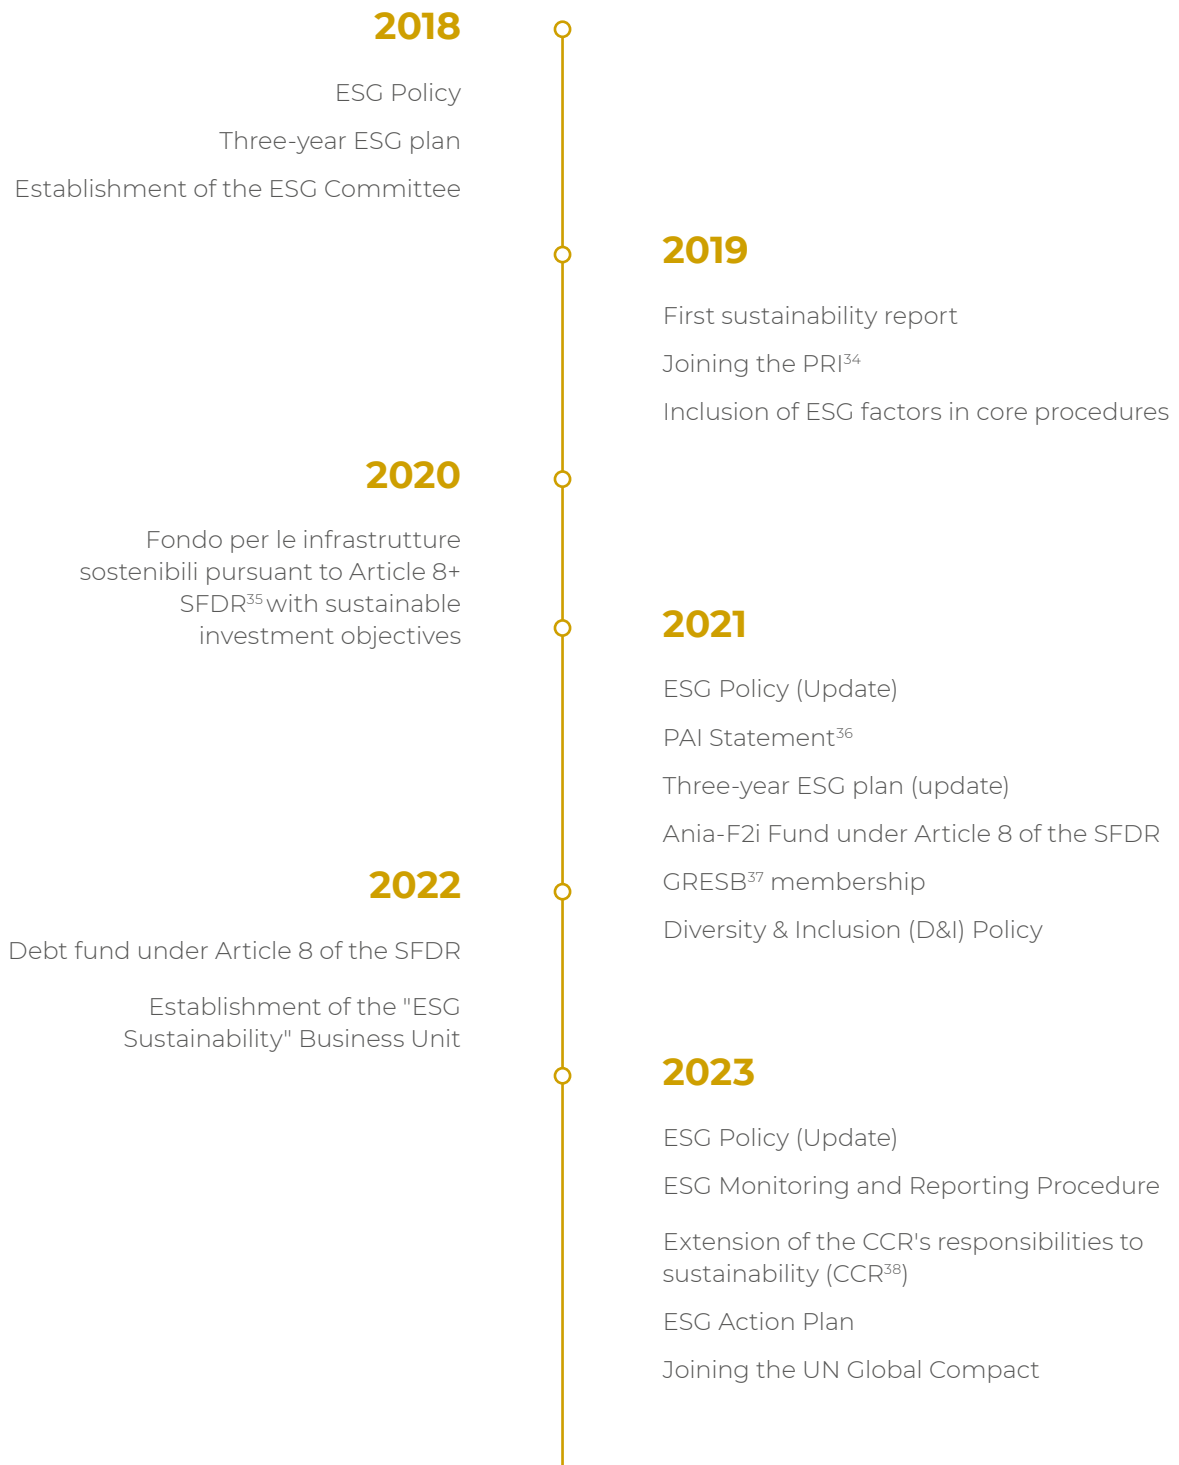 2018
ESG Policy
Three-year ESG plan
Establishment of the ESG Committee
2019
First sustainability report
Joining the PRI³⁴
Inclusion of ESG factors in core procedures
2020
Fondo per le infrastrutture
sostenibili pursuant to Article 8+
SFDR³⁵ with sustainable
investment objectives
2021
ESG Policy (Update)
PAI Statement³⁶
Three-year ESG plan (update)
Ania-F2i Fund under Article 8 of the SFDR
GRESB³⁷ membership
Diversity & Inclusion (D&I) Policy
2022
Debt fund under Article 8 of the SFDR
Establishment of the "ESG
Sustainability" Business Unit
2023
ESG Policy (Update)
ESG Monitoring and Reporting Procedure
Extension of the CCR's responsibilities to
sustainability (CCR³⁸)
ESG Action Plan
Joining the UN Global Compact